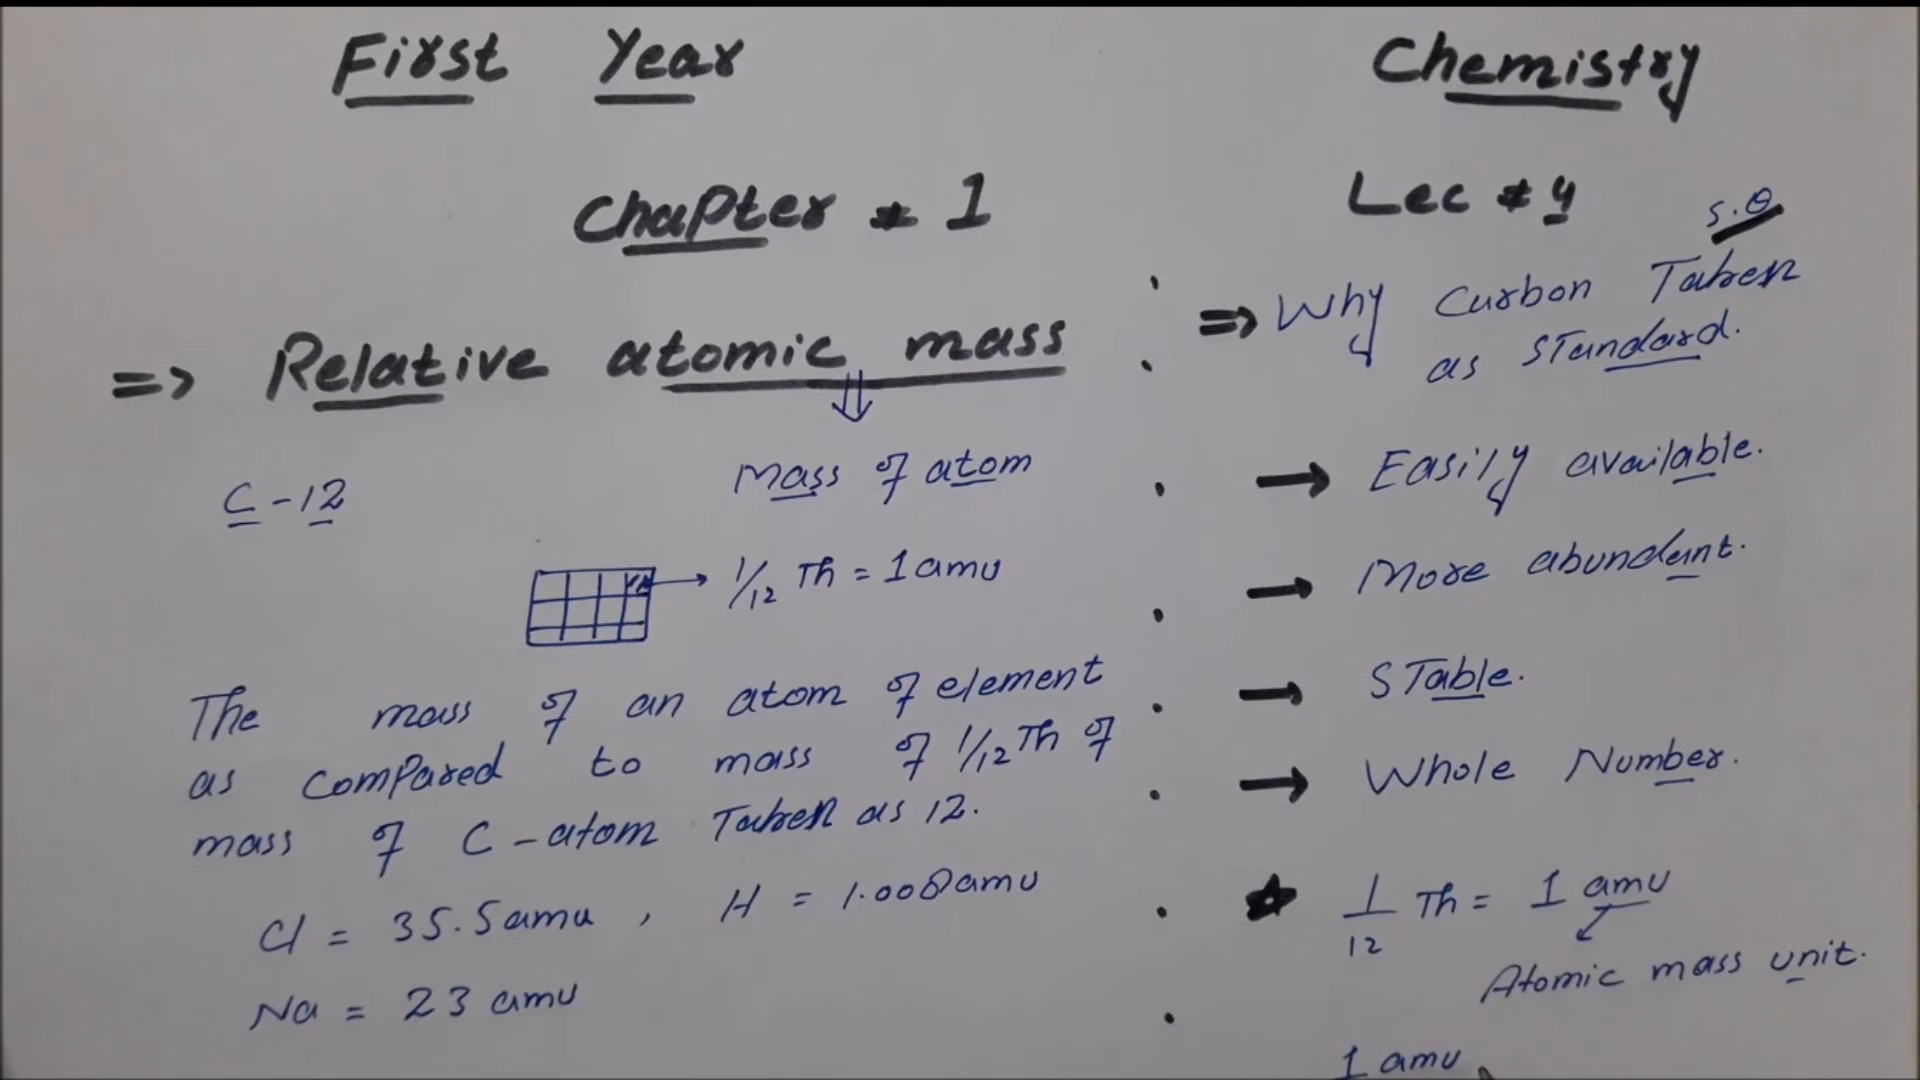 First Year
Chemistry
Chapter * 1
Lec # 4
=> Relative atomic mass
C-12
Mass of atom
1/12 Th = 1 amu
The mass of an atom of element
as compared to mass of 1/12 Th of
mass of C-atom Taken as 12.
Cl = 35.5 amu , H = 1.008 amu
Na = 23 amu
S.Q
=> Why Carbon Taken
as STandard.
→ Easily available.
→ More abundant.
→ STable.
→ Whole Number.
★ 1/12 Th = 1 amu
Atomic mass unit.
1 amu